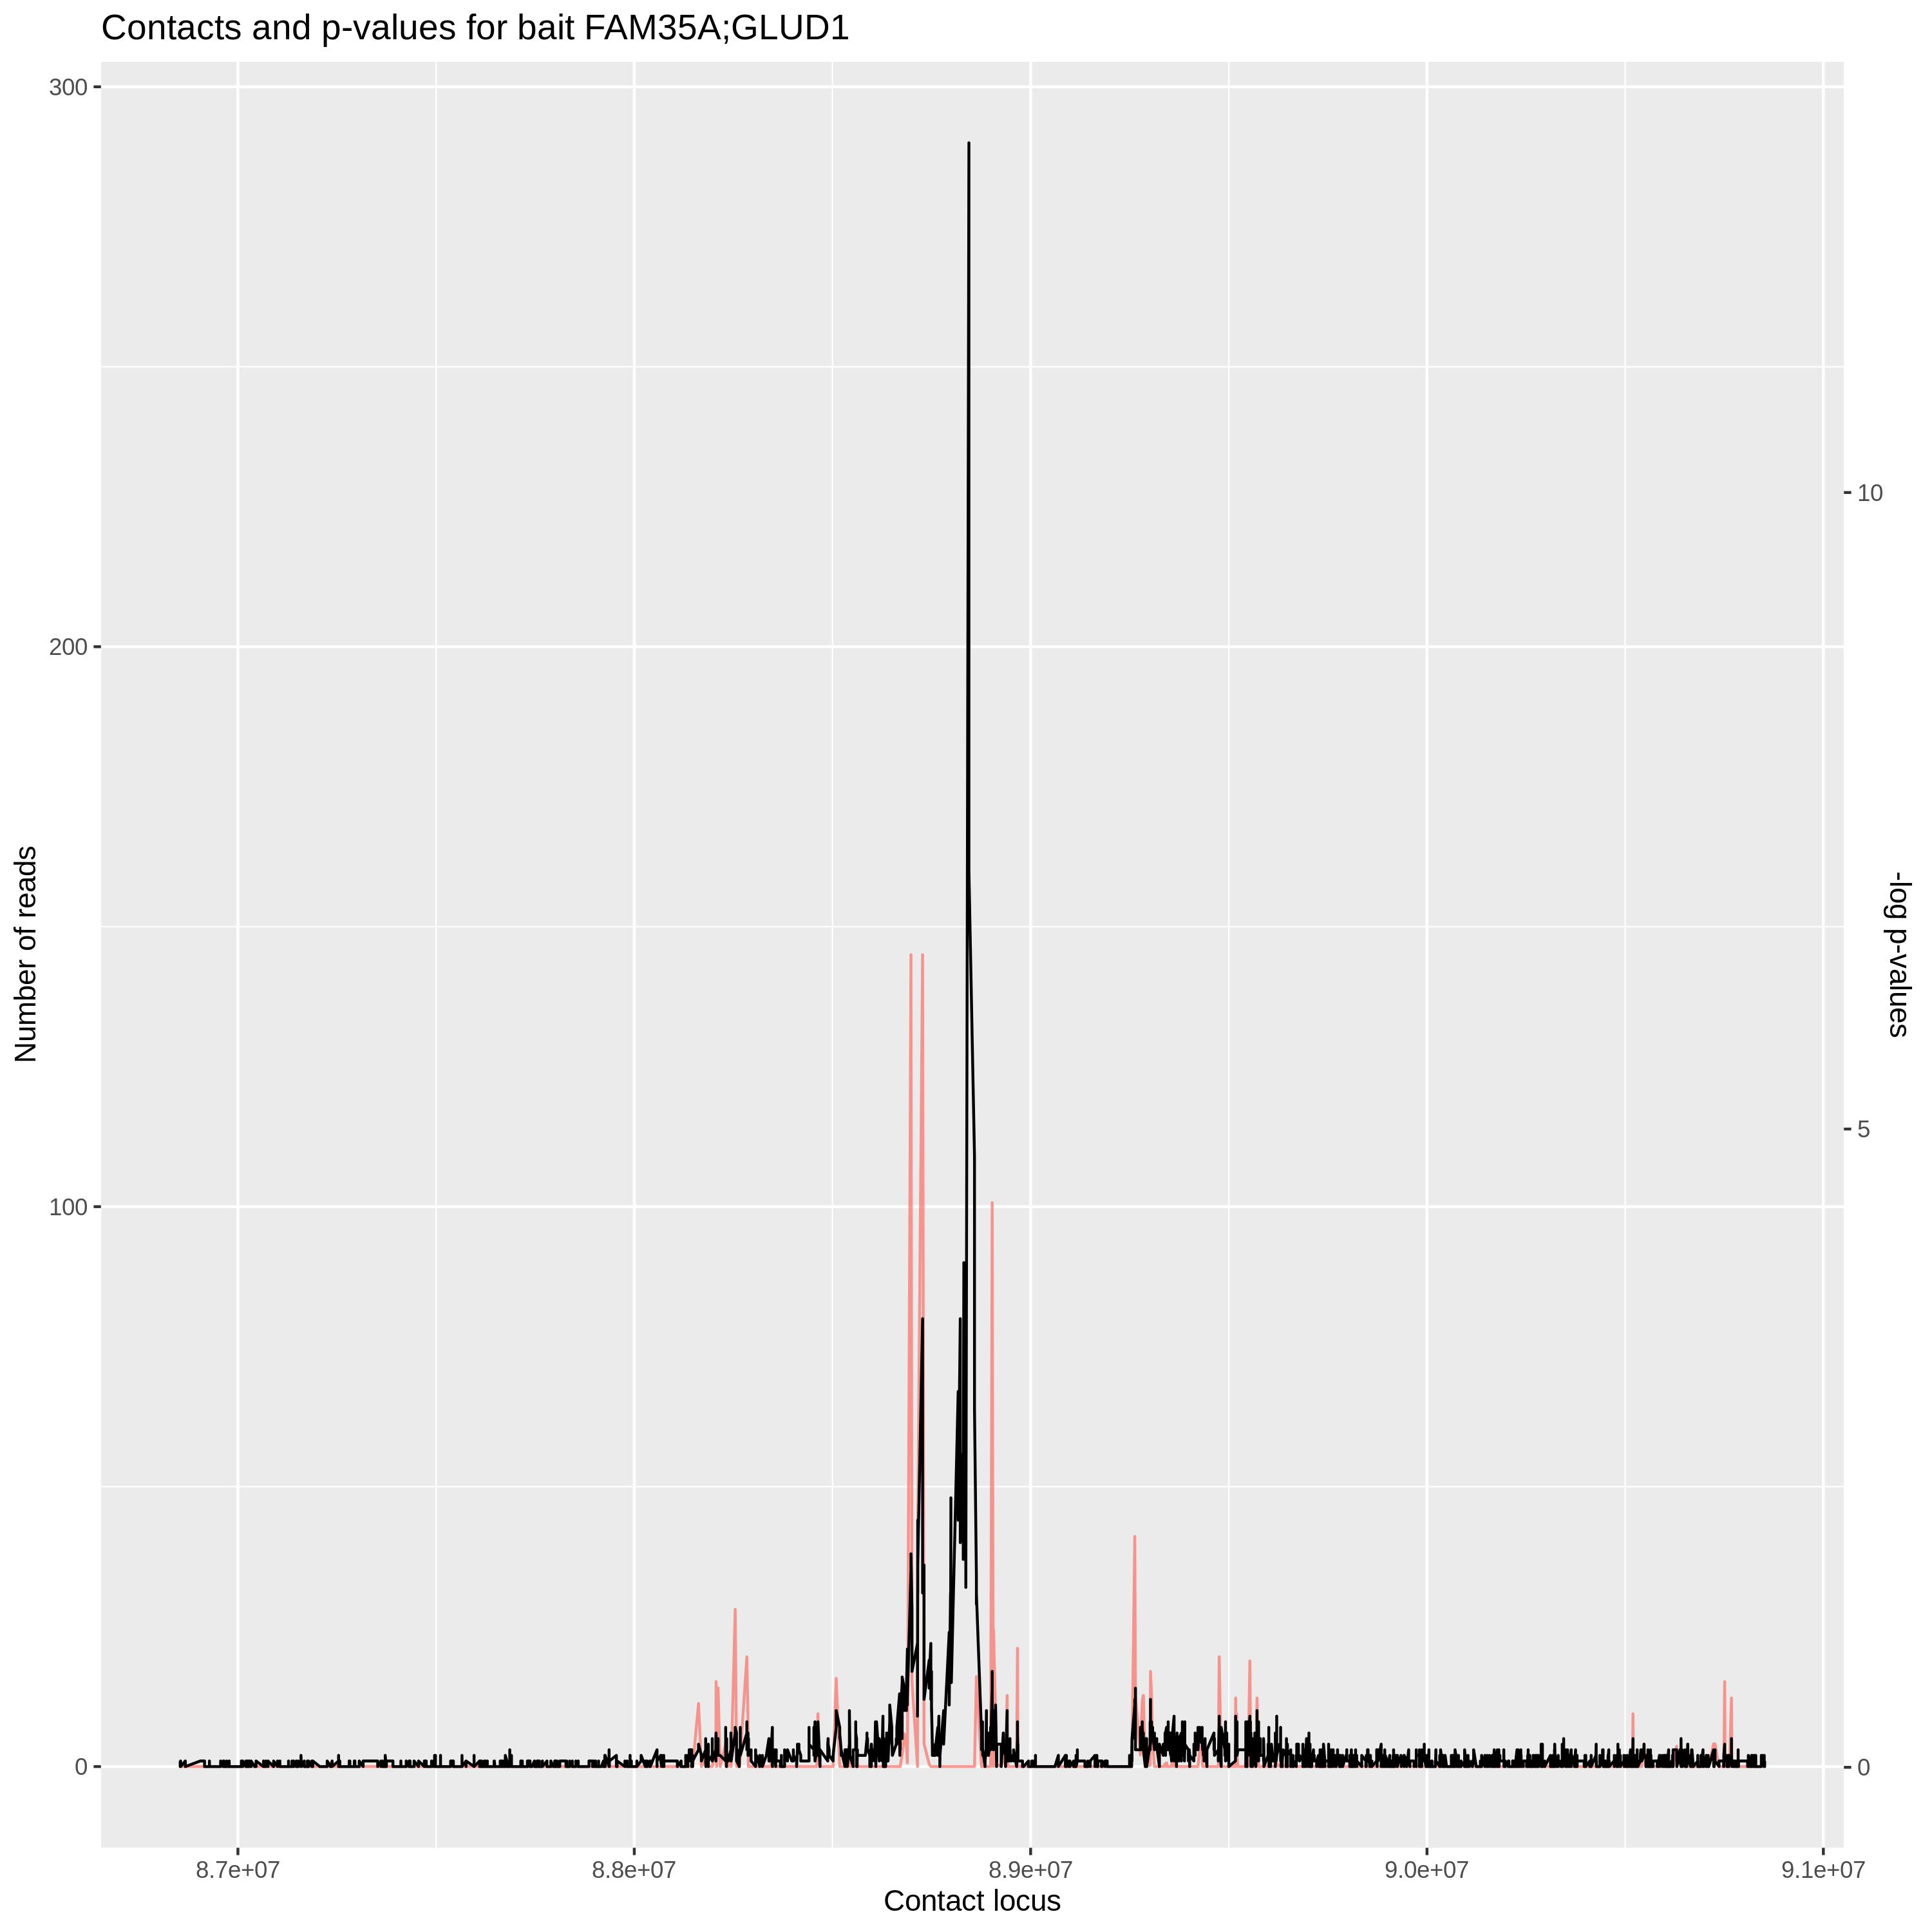 Contacts and p-values for bait FAM35A;GLUD1
300
200
100
0
Number of reads
10
5
0
-log p-values
8.7e+07 8.8e+07 8.9e+07 9.0e+07 9.1e+07
Contact locus